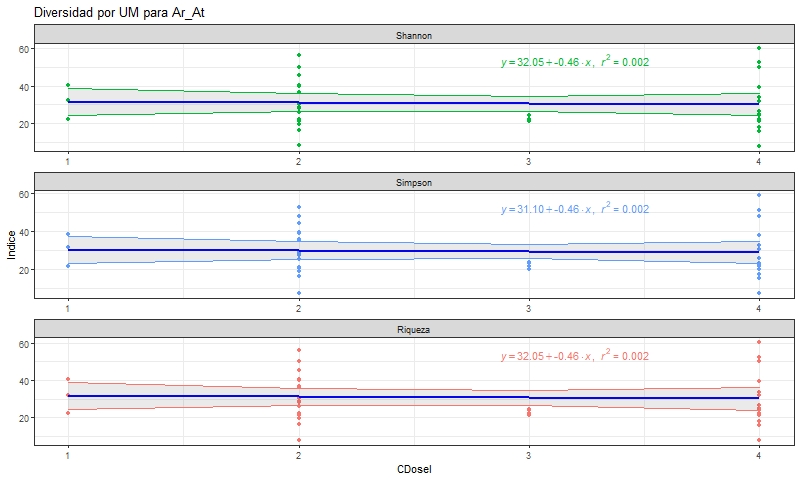 Diversidad por UM para Ar_At
Shannon
60
40
20
y = 32.05 + -0.46 · x, r² = 0.002
1 2 3 4
Simpson
60
40
20
y = 31.10 + -0.46 · x, r² = 0.002
1 2 3 4
Indice
Riqueza
60
40
20
y = 32.05 + -0.46 · x, r² = 0.002
1 2 3 4
CDosel